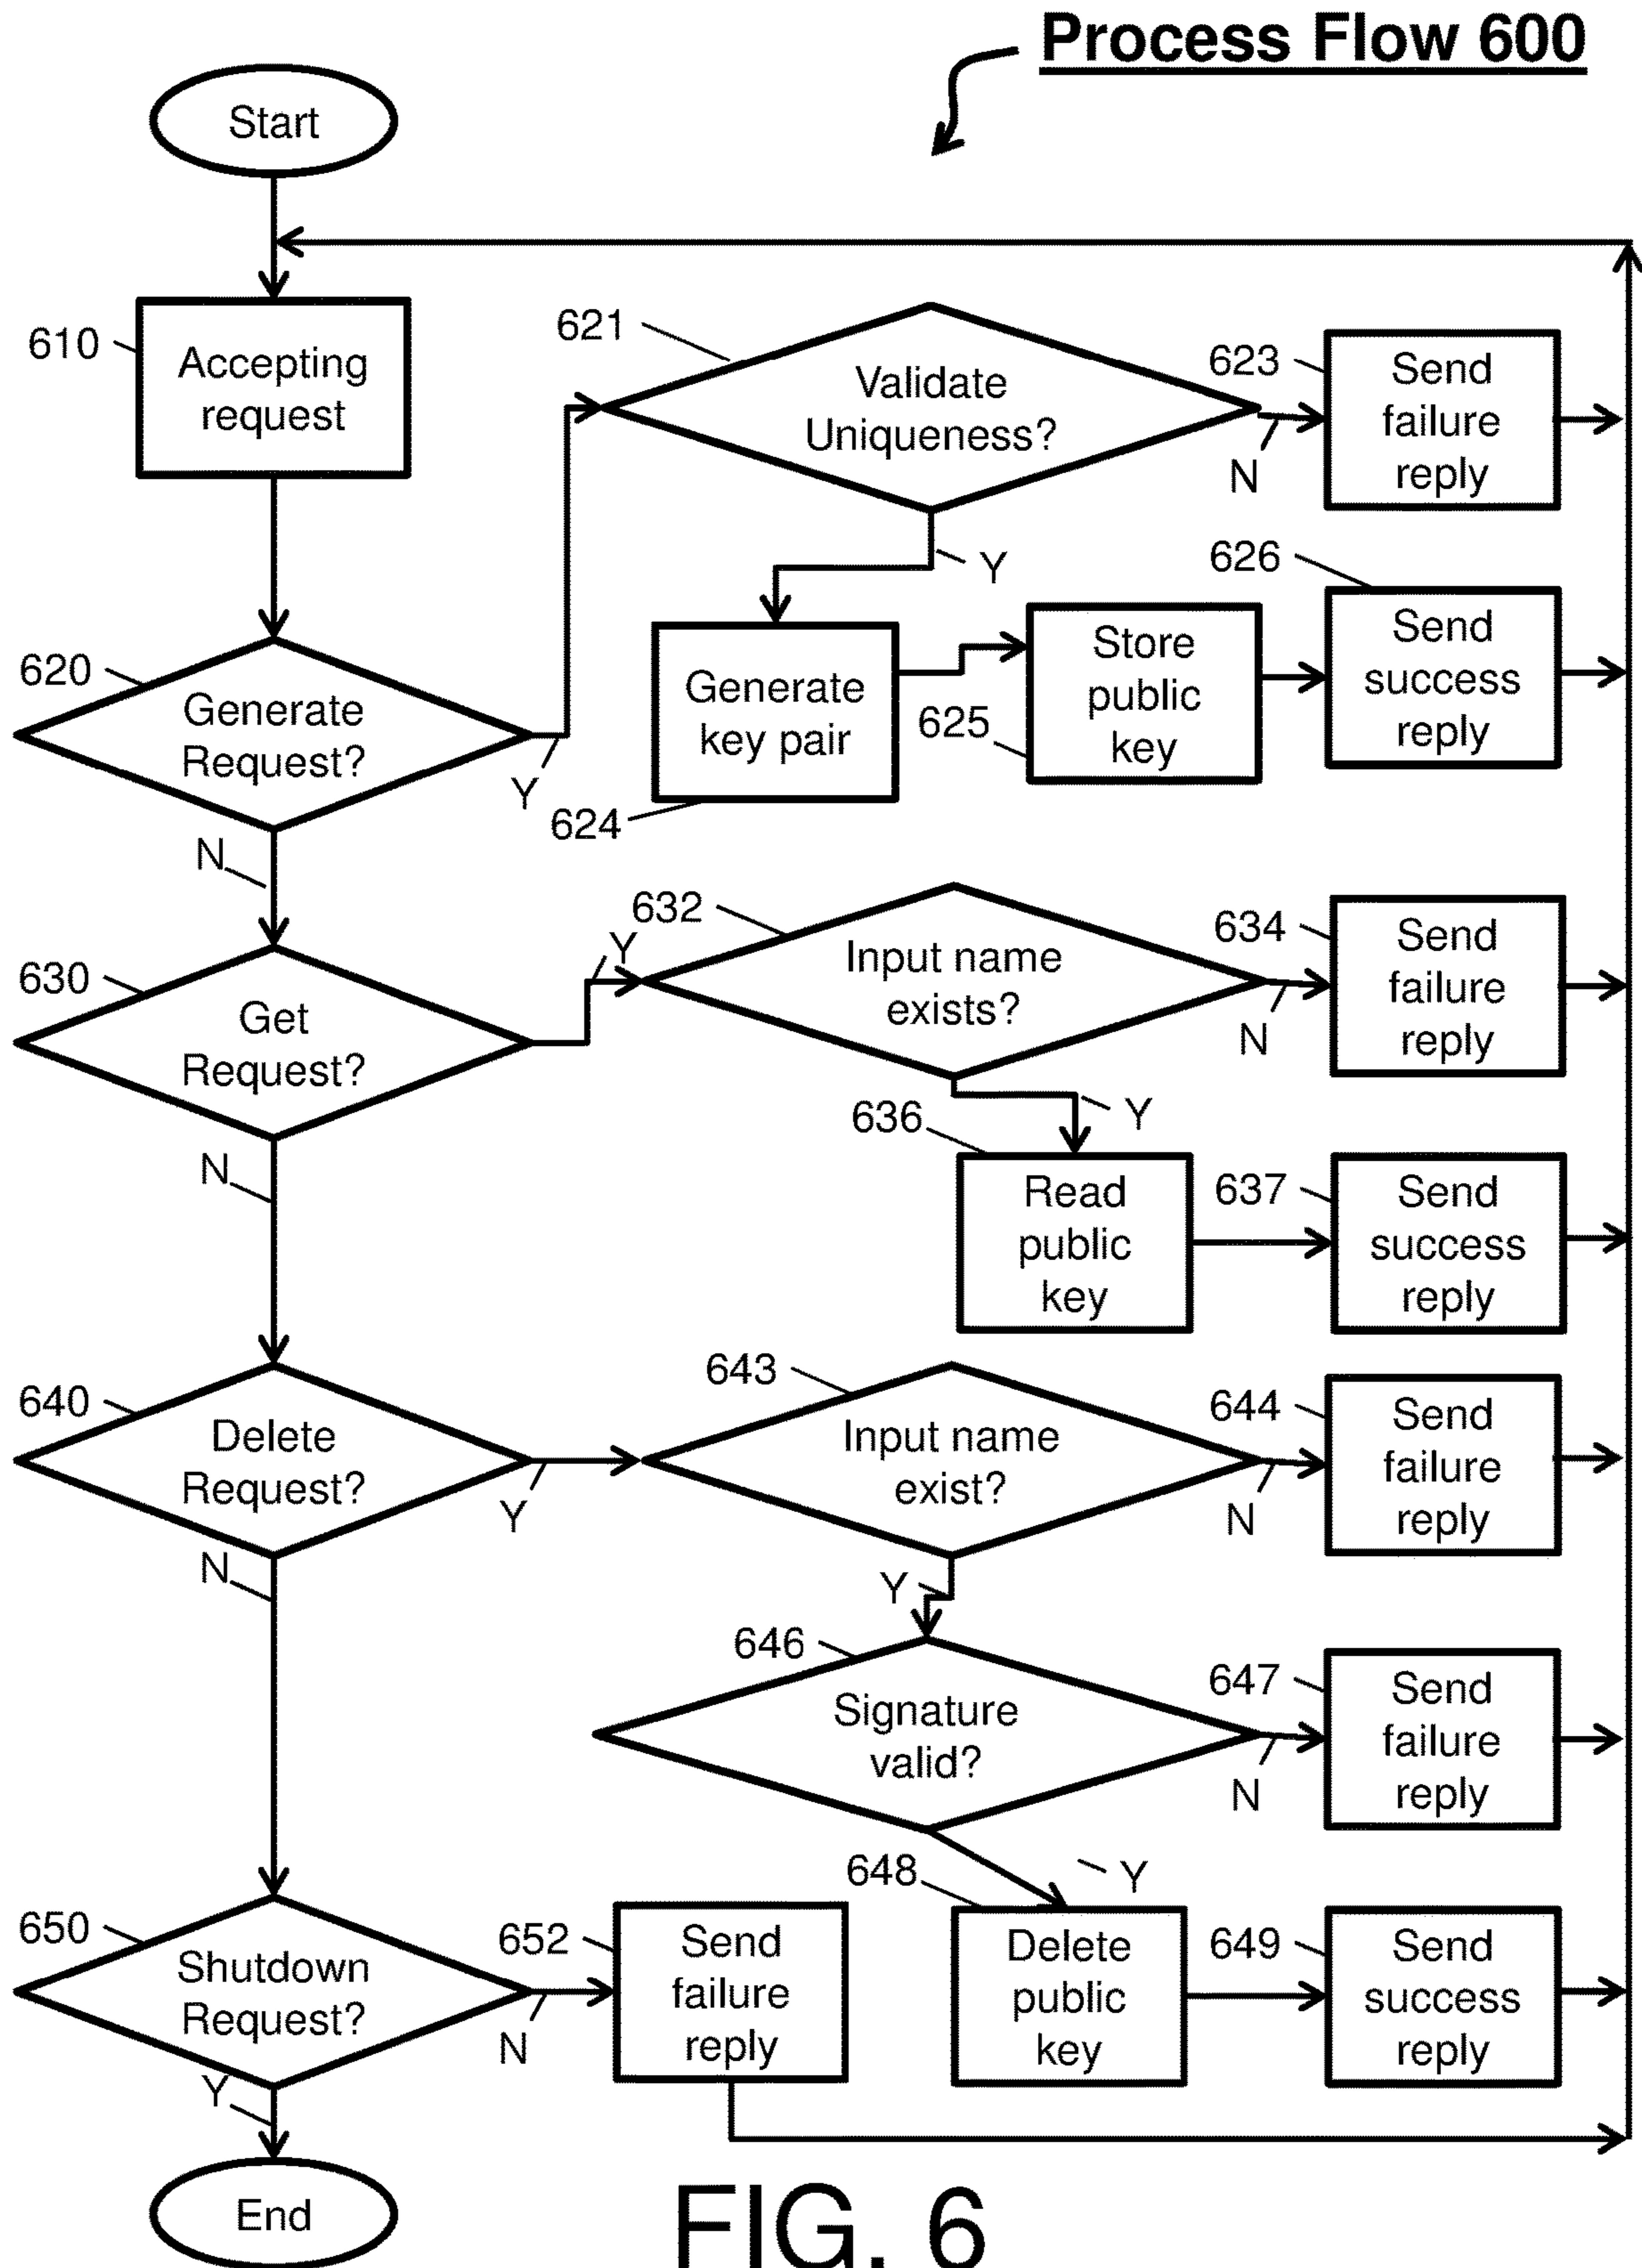 Process Flow 600
Start
610
Accepting
request
621
Validate
Uniqueness?
N
623
Send
failure
reply
Y
620
Generate
Request?
Y
N
624
Generate
key pair
625
Store
public
key
626
Send
success
reply
630
Get
Request?
Y
N
632
Input name
exists?
N
634
Send
failure
reply
Y
636
Read
public
key
637
Send
success
reply
640
Delete
Request?
Y
N
643
Input name
exist?
N
644
Send
failure
reply
Y
646
Signature
valid?
N
647
Send
failure
reply
Y
648
Delete
public
key
649
Send
success
reply
650
Shutdown
Request?
N
652
Send
failure
reply
Y
End
FIG. 6